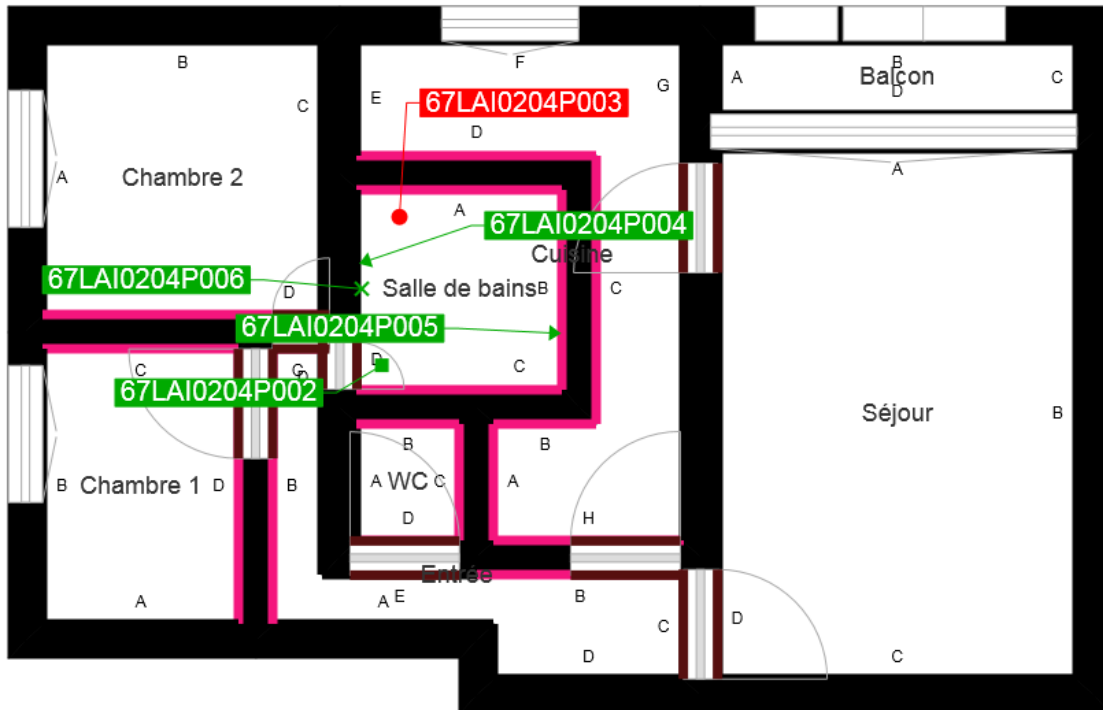 B
F
B
A
Balcon
C
D
C
E
67LAI0204P003
G
D
A
Chambre 2
A
A
67LAI0204P004
Cuisine
67LAI0204P006
D
Salle de bains
B
C
67LAI0204P005
D
C
C
C
67LAI0204P002
Séjour
B
B
B
B
Chambre 1
D
B
A
WC
C
A
D
H
Entrée
A
A
E
B
C
D
D
C